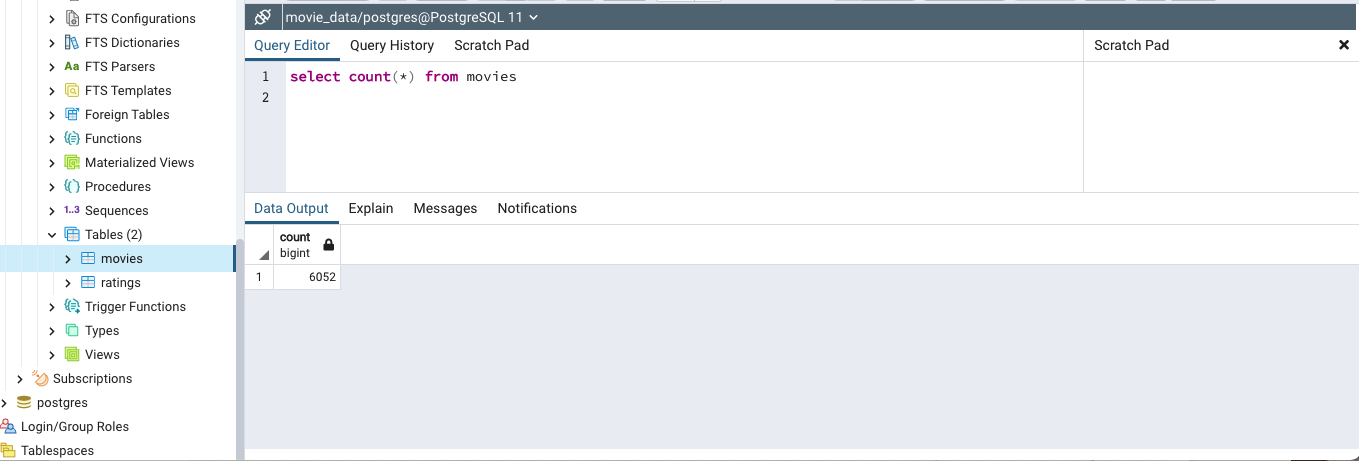 FTS Configurations
FTS Dictionaries
Aa FTS Parsers
FTS Templates
Foreign Tables
Functions
Materialized Views
Procedures
1..3 Sequences
Tables (2)
movies
ratings
Trigger Functions
Types
Views
Subscriptions
postgres
Login/Group Roles
Tablespaces
movie_data/postgres@PostgreSQL 11
Query Editor Query History Scratch Pad
1 select count(*) from movies
2
Scratch Pad
Data Output Explain Messages Notifications
count
bigint
1 6052